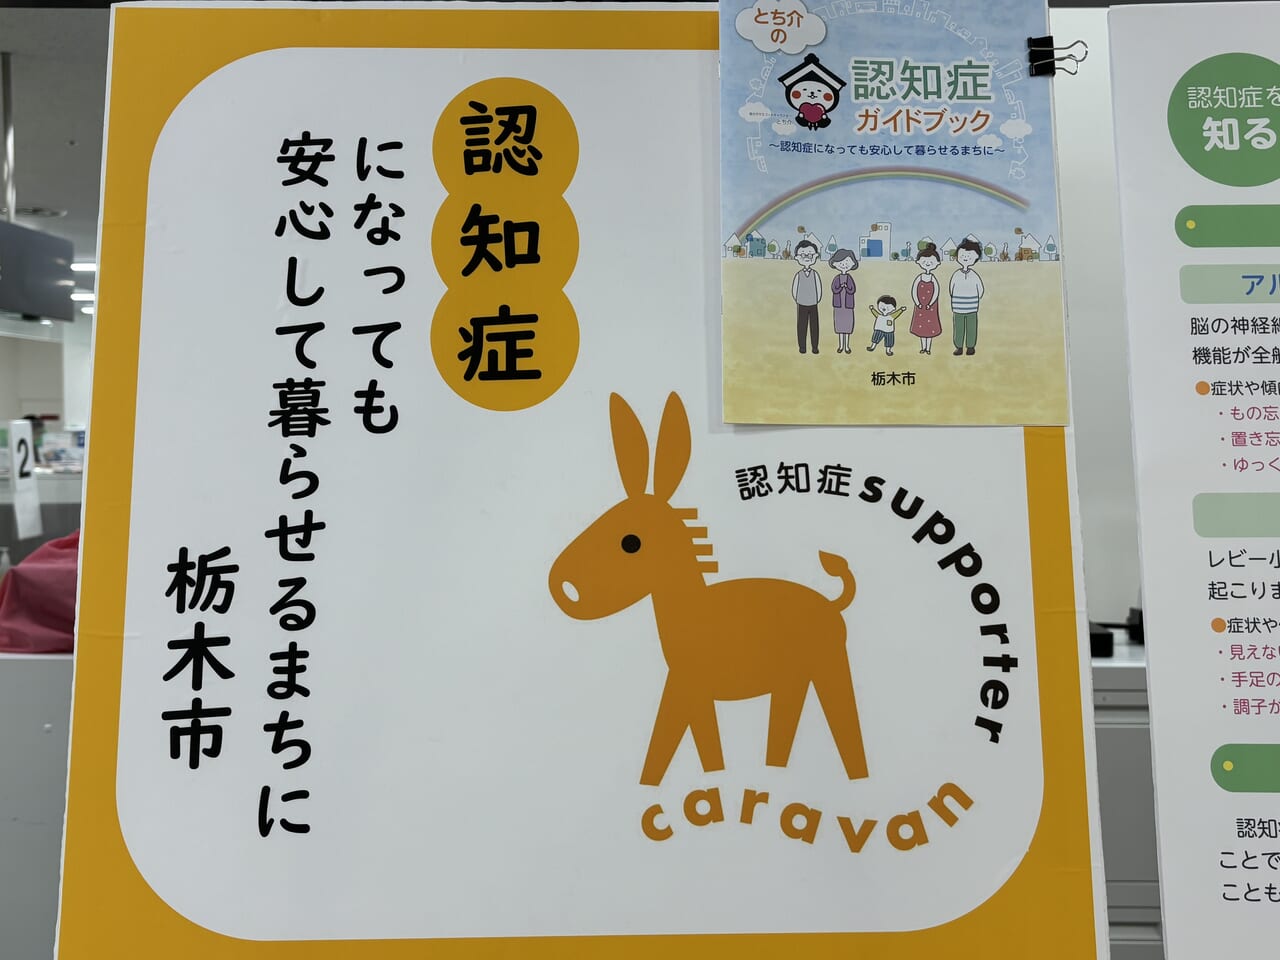 認知症
になっても
安心して暮らせるまちに
栃木市
認知症supporter
caravan
とち介
の
認知症
ガイドブック
～認知症になっても安心して暮らせるまちに～
栃木市
2
認知症を
知る
アル
脳の神経細
機能が全般
●症状や傾向
・もの忘
・置き忘
・ゆっく
レビー小
起こりま
●症状や
・見えな
・手足の
・調子が
認知
ことで
ことも